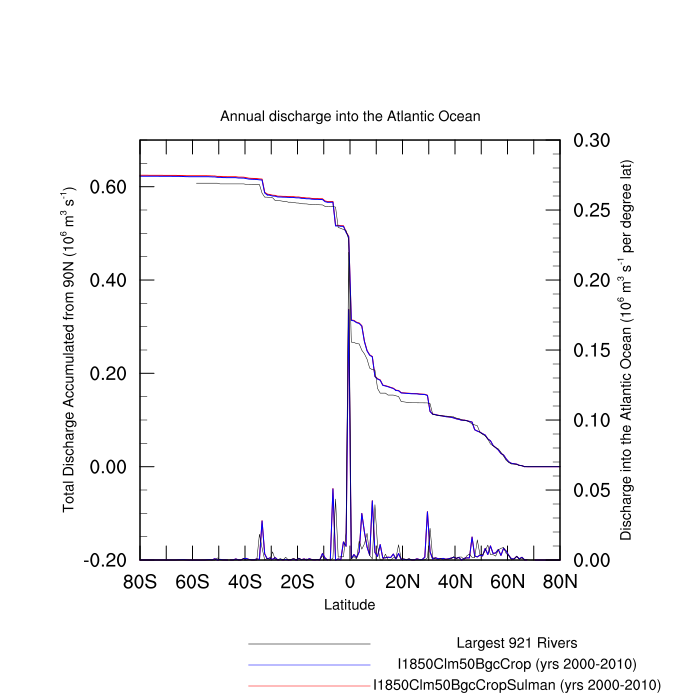 Annual discharge into the Atlantic Ocean
Total Discharge Accumulated from 90N (10⁶ m³ s⁻¹)
0.60
0.40
0.20
0.00
-0.20
0.30
0.25
0.20
0.15
0.10
0.05
0.00
Discharge into the Atlantic Ocean (10⁶ m³ s⁻¹ per degree lat)
80S 60S 40S 20S 0 20N 40N 60N 80N
Latitude
Largest 921 Rivers
I1850Clm50BgcCrop (yrs 2000-2010)
I1850Clm50BgcCropSulman (yrs 2000-2010)